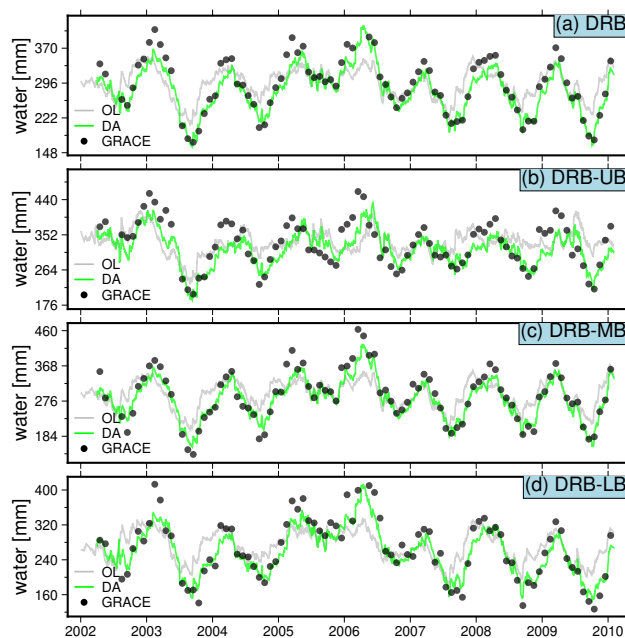 (a) DRB
water [mm]
370
296
222
148
OL
DA
GRACE
(b) DRB-UB
water [mm]
440
352
264
176
OL
DA
GRACE
(c) DRB-MB
water [mm]
460
368
276
184
OL
DA
GRACE
(d) DRB-LB
water [mm]
400
320
240
160
OL
DA
GRACE
2002 2003 2004 2005 2006 2007 2008 2009 2010